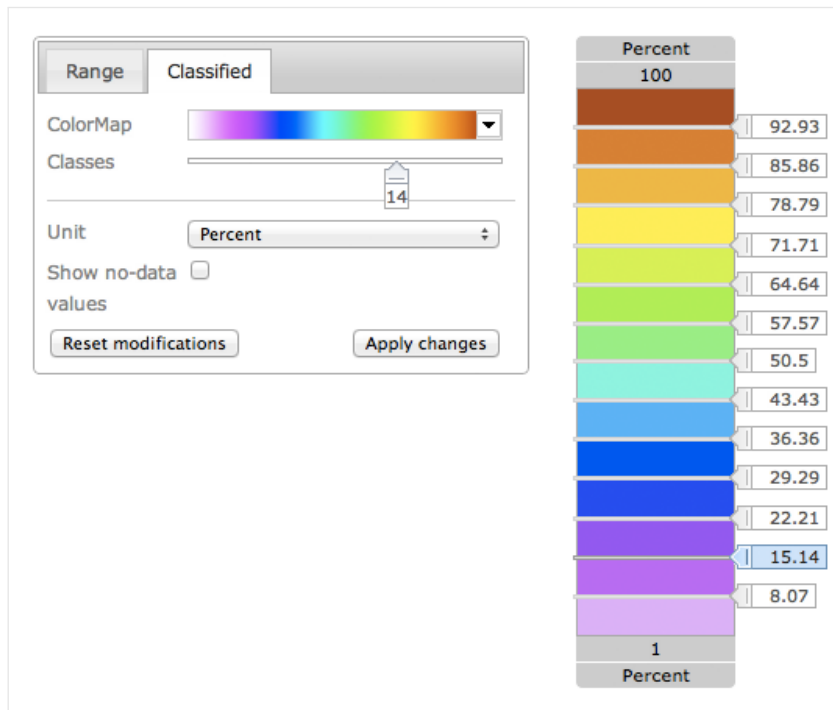 Range Classified
ColorMap
Classes
14
Unit Percent
Show no-data
values
Reset modifications Apply changes
Percent
100
92.93
85.86
78.79
71.71
64.64
57.57
50.5
43.43
36.36
29.29
22.21
15.14
8.07
1
Percent